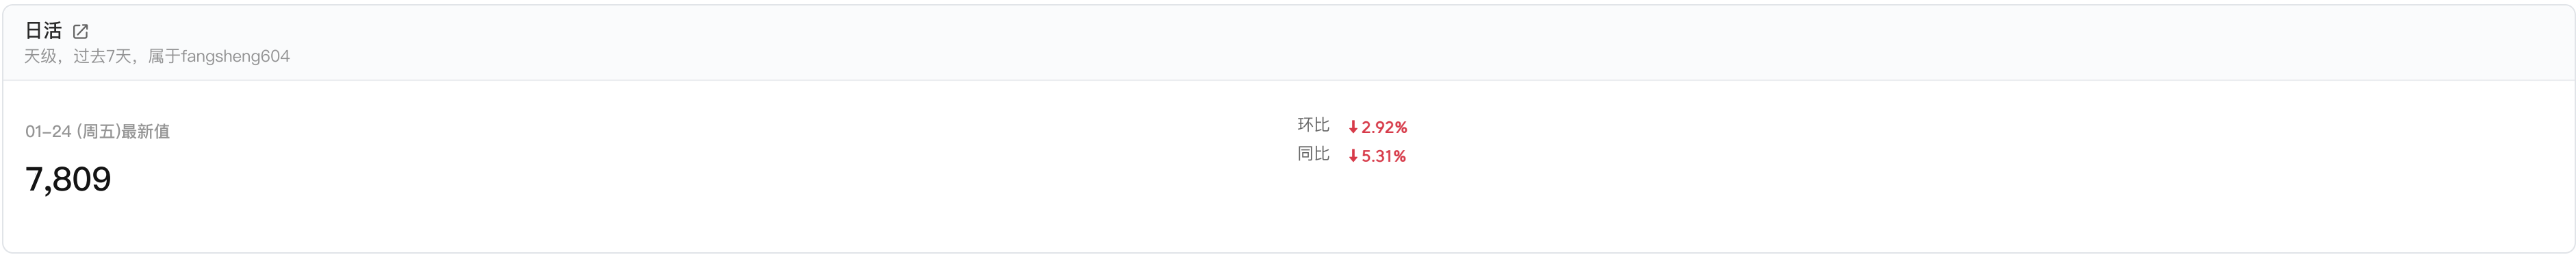 日活
天级，过去7天，属于fangsheng604
01-24 (周五)最新值
7,809
环比 ↓2.92%
同比 ↓5.31%